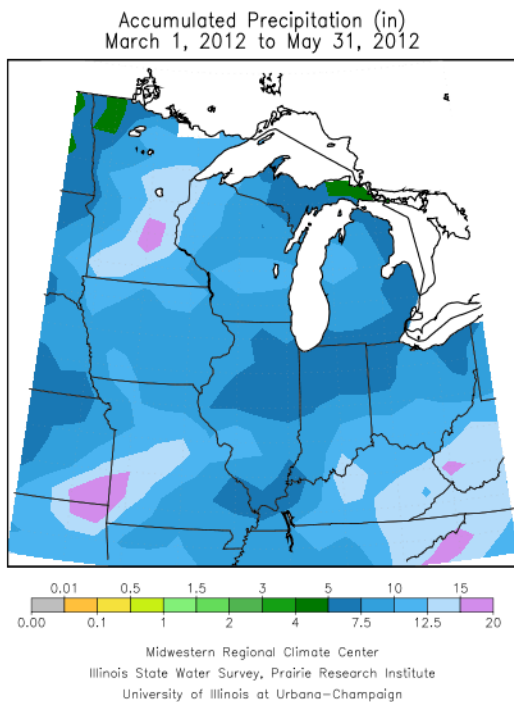 Accumulated Precipitation (in)
March 1, 2012 to May 31, 2012
0.01 0.5 1.5 3 5 10 15
0.00 0.1 1 2 4 7.5 12.5 20
Midwestern Regional Climate Center
Illinois State Water Survey, Prairie Research Institute
University of Illinois at Urbana-Champaign